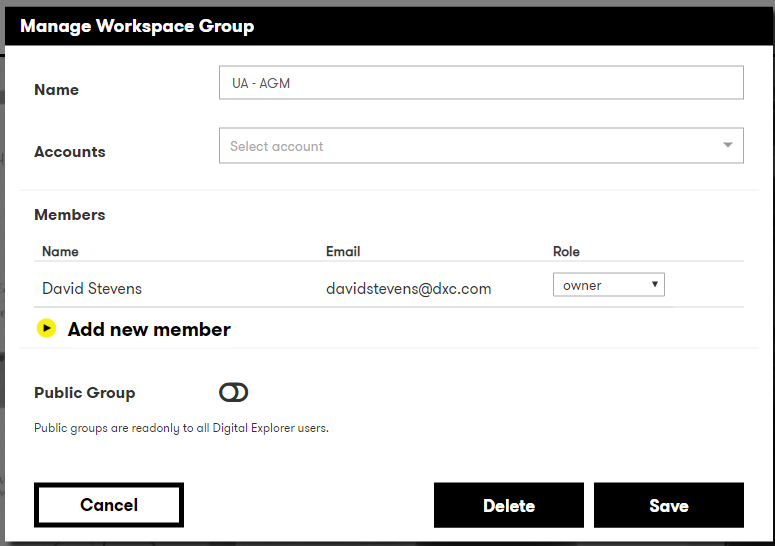 Manage Workspace Group
Name
UA - AGM
Accounts
Select account
Members
Name Email Role
David Stevens davidstevens@dxc.com owner
Add new member
Public Group
Public groups are readonly to all Digital Explorer users.
Cancel Delete Save